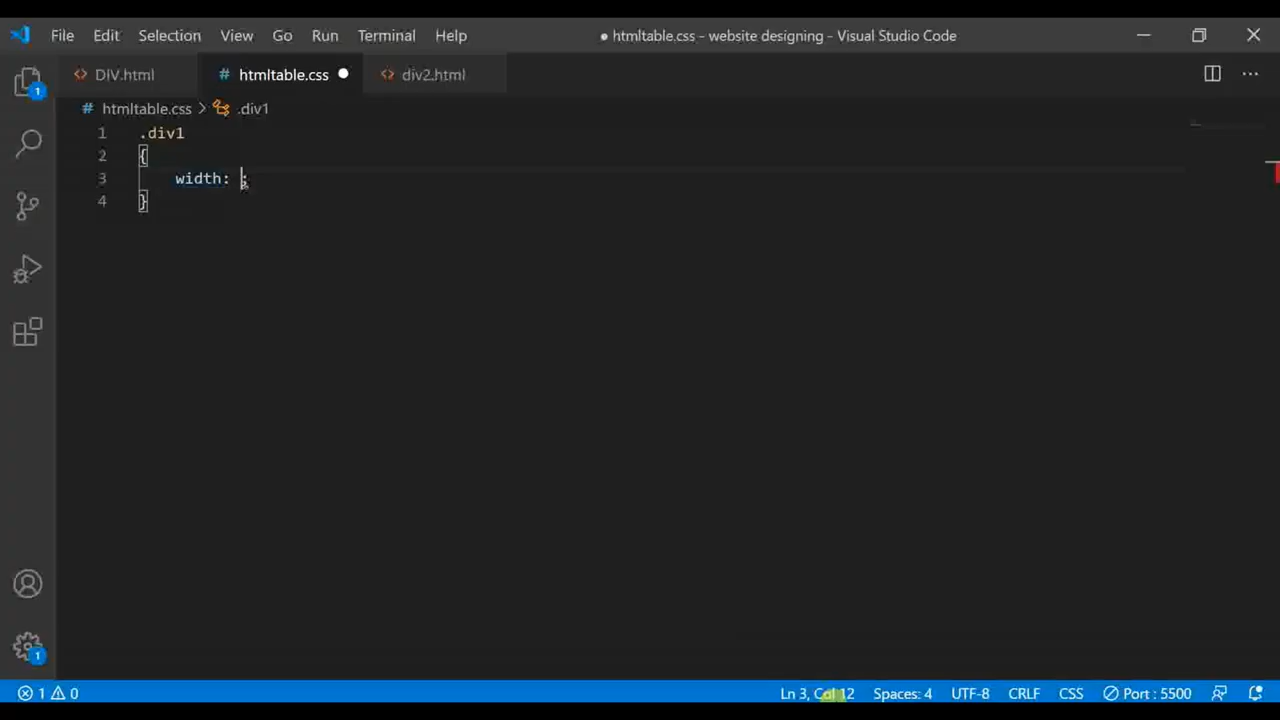 File Edit Selection View Go Run Terminal Help
● htmltable.css - website designing - Visual Studio Code
<> DIV.html
# htmltable.css ●
<> div2.html
# htmltable.css > .div1
1 .div1
2 {
3 width: ;
4 }
1
1
1 0
Ln 3, Col 12
Spaces: 4
UTF-8
CRLF
CSS
Port : 5500